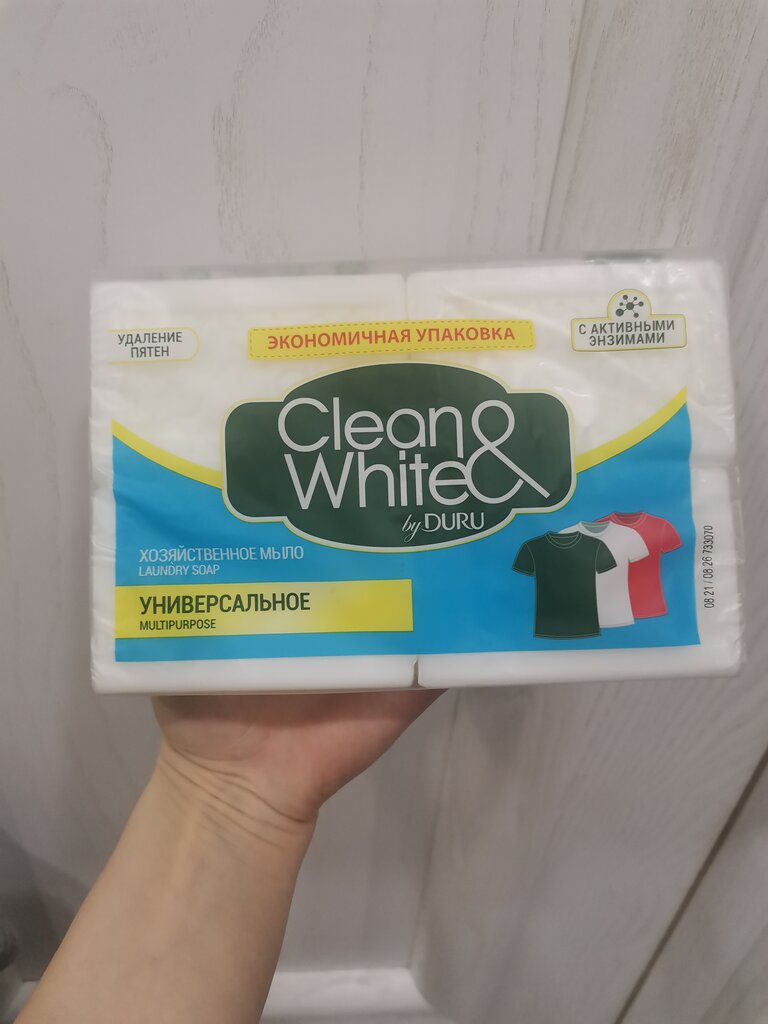 УДАЛЕНИЕ
ПЯТЕН
ЭКОНОМИЧНАЯ УПАКОВКА
С АКТИВНЫМИ
ЭНЗИМАМИ
Clean &
White
by DURU
ХОЗЯЙСТВЕННОЕ МЫЛО
LAUNDRY SOAP
УНИВЕРСАЛЬНОЕ
MULTIPURPOSE
08 21 / 08 26 733070